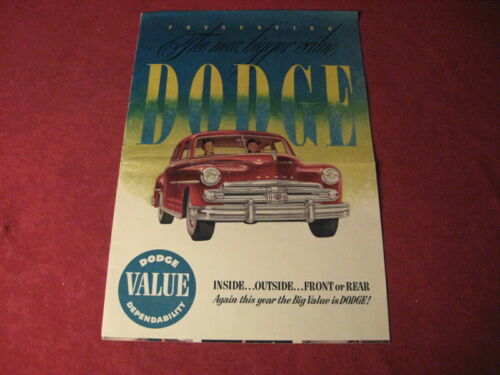 PRESENTING
The new, bigger value
DODGE
DODGE
DODGE
VALUE
DEPENDABILITY
INSIDE...OUTSIDE...FRONT or REAR
Again this year the Big Value is DODGE!